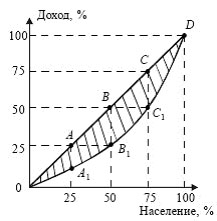 Доход, %
D
100
C
75
B
50
C1
A
25
B1
A1
0
25 50 75 100
Население, %